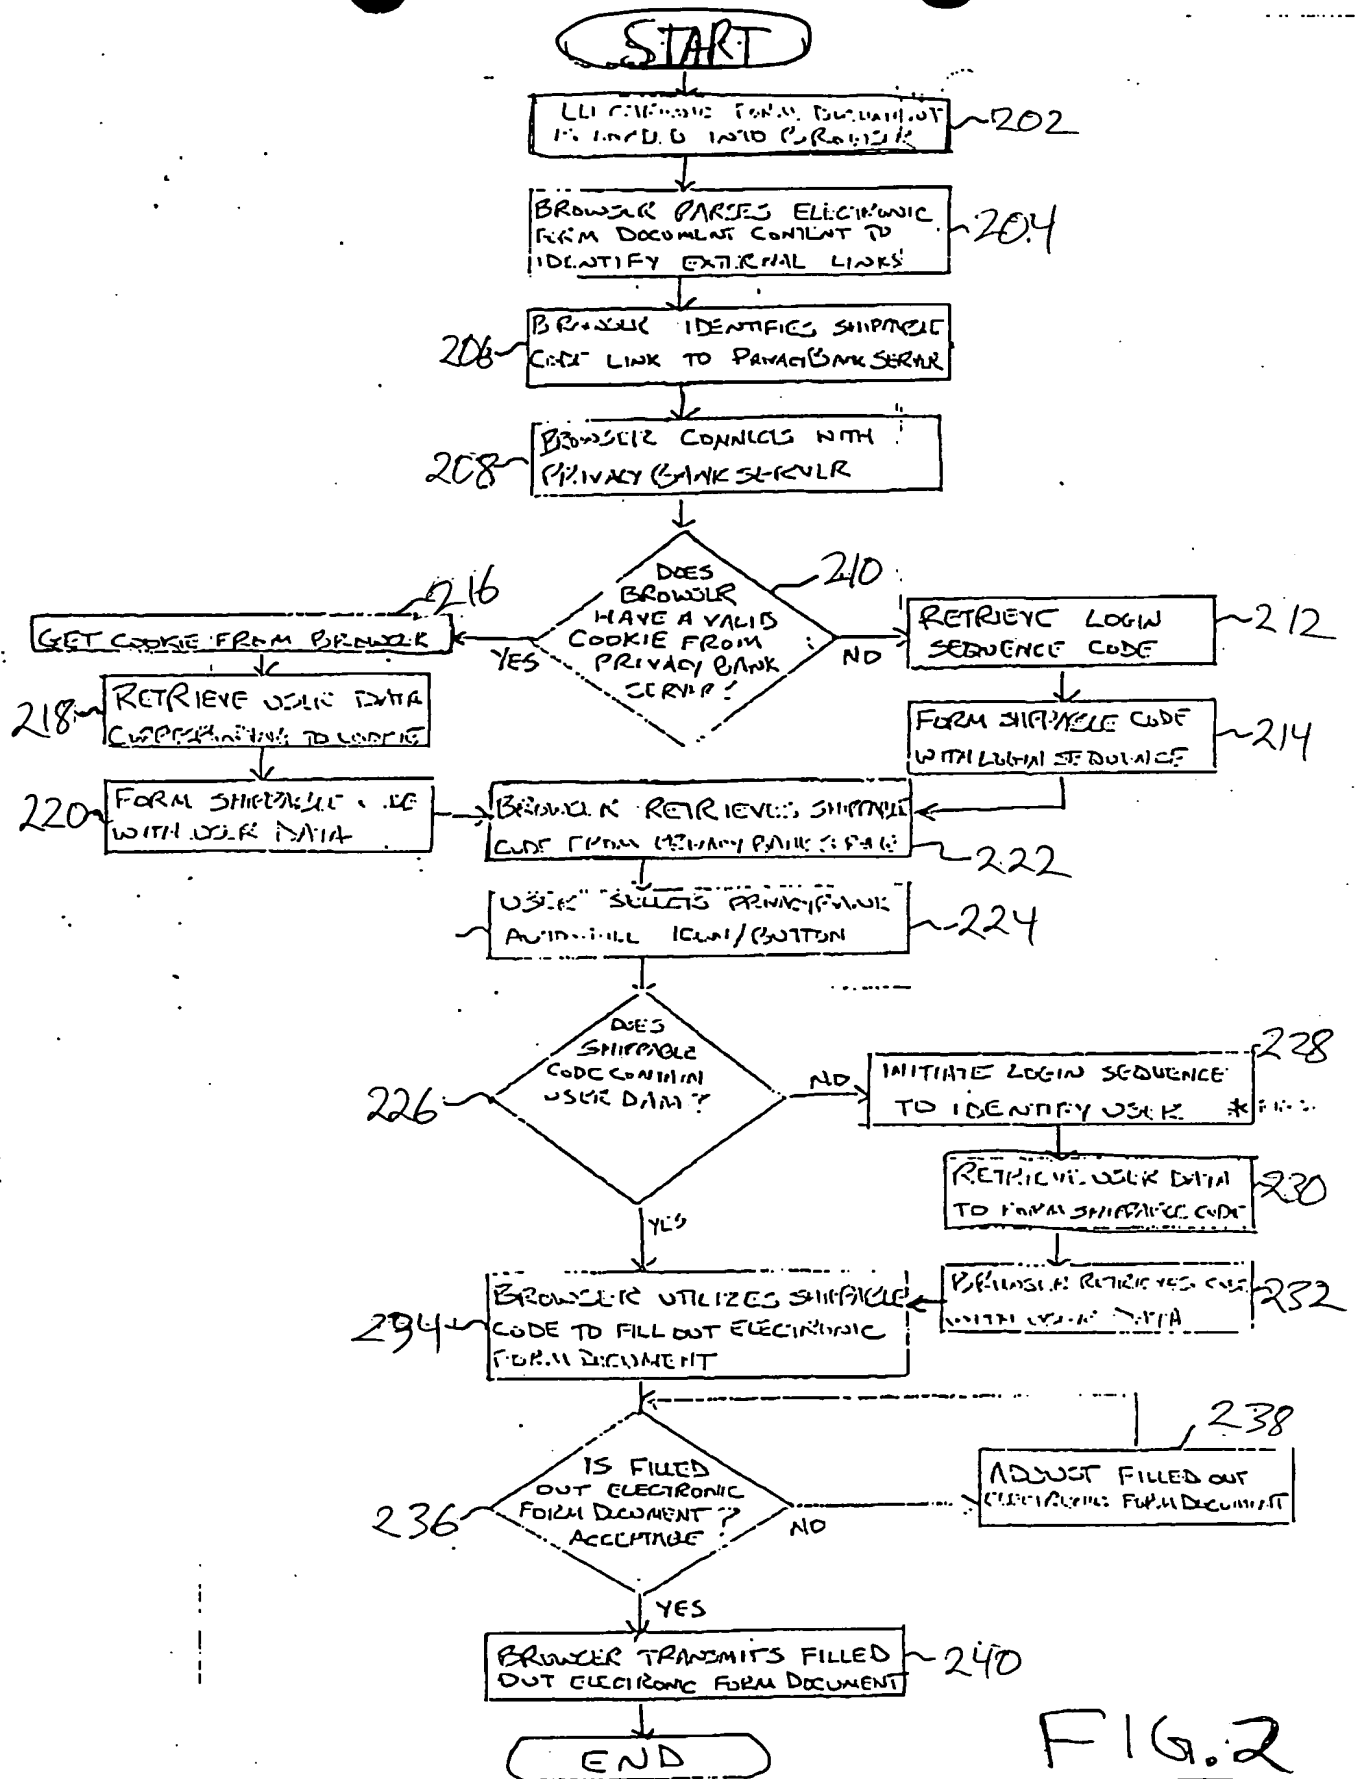 START
INTO BROWSER
202
BROWSER PARSES ELECTRONIC
FORM DOCUMENT CONTENT TO
IDENTIFY EXTERNAL LINKS
204
BROWSER IDENTIFIES SHIPPABLE
CODE LINK TO PRIVACYBANK SERVER
206
BROWSER CONNECTS WITH
PRIVACY BANK SERVER
208
DOES
BROWSER
HAVE A VALID
COOKIE FROM
PRIVACY BANK
SERVER?
210
YES
NO
216
GET COOKIE FROM BROWSER
RETRIEVE LOGIN
SEQUENCE CODE
212
218
RETRIEVE USER DATA
CORRESPONDING TO COOKIE
FORM SHIPPABLE CODE
WITH LOGIN SEQUENCE
214
220
FORM SHIPPABLE CODE
WITH USER DATA
BROWSER RETRIEVES SHIPPABLE
CODE FROM PRIVACY BANK SERVER
222
USER SELECTS PRIVACYBANK
AUTO-FILL ICON/BUTTON
224
DOES
SHIPPABLE
CODE CONTAIN
USER DATA?
226
NO
YES
228
INITIATE LOGIN SEQUENCE
TO IDENTIFY USER *
RETRIEVE USER DATA
TO FORM SHIPPABLE CODE
230
BROWSER RETRIEVES CODE
WITH USER DATA
232
BROWSER UTILIZES SHIPPABLE
CODE TO FILL OUT ELECTRONIC
FORM DOCUMENT
234
238
ADJUST FILLED OUT
ELECTRONIC FORM DOCUMENT
IS FILLED
OUT ELECTRONIC
FORM DOCUMENT?
ACCEPTABLE
236
NO
YES
BROWSER TRANSMITS FILLED
OUT ELECTRONIC FORM DOCUMENT
240
END
FIG. 2